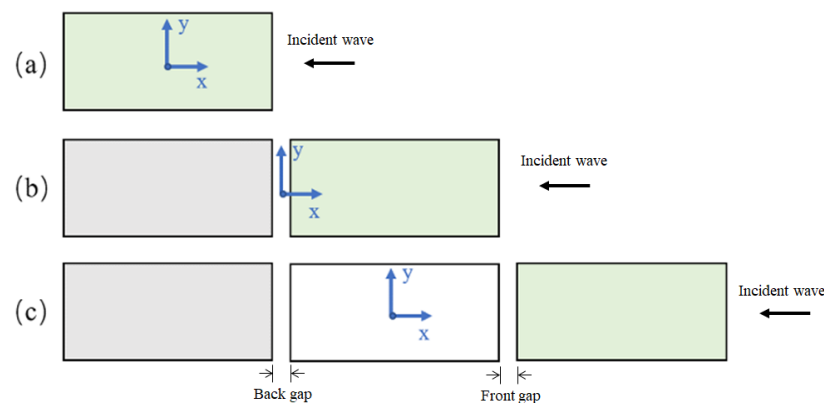 (a)
y
x
Incident wave
(b)
y
x
Incident wave
(c)
y
x
Incident wave
Back gap
Front gap